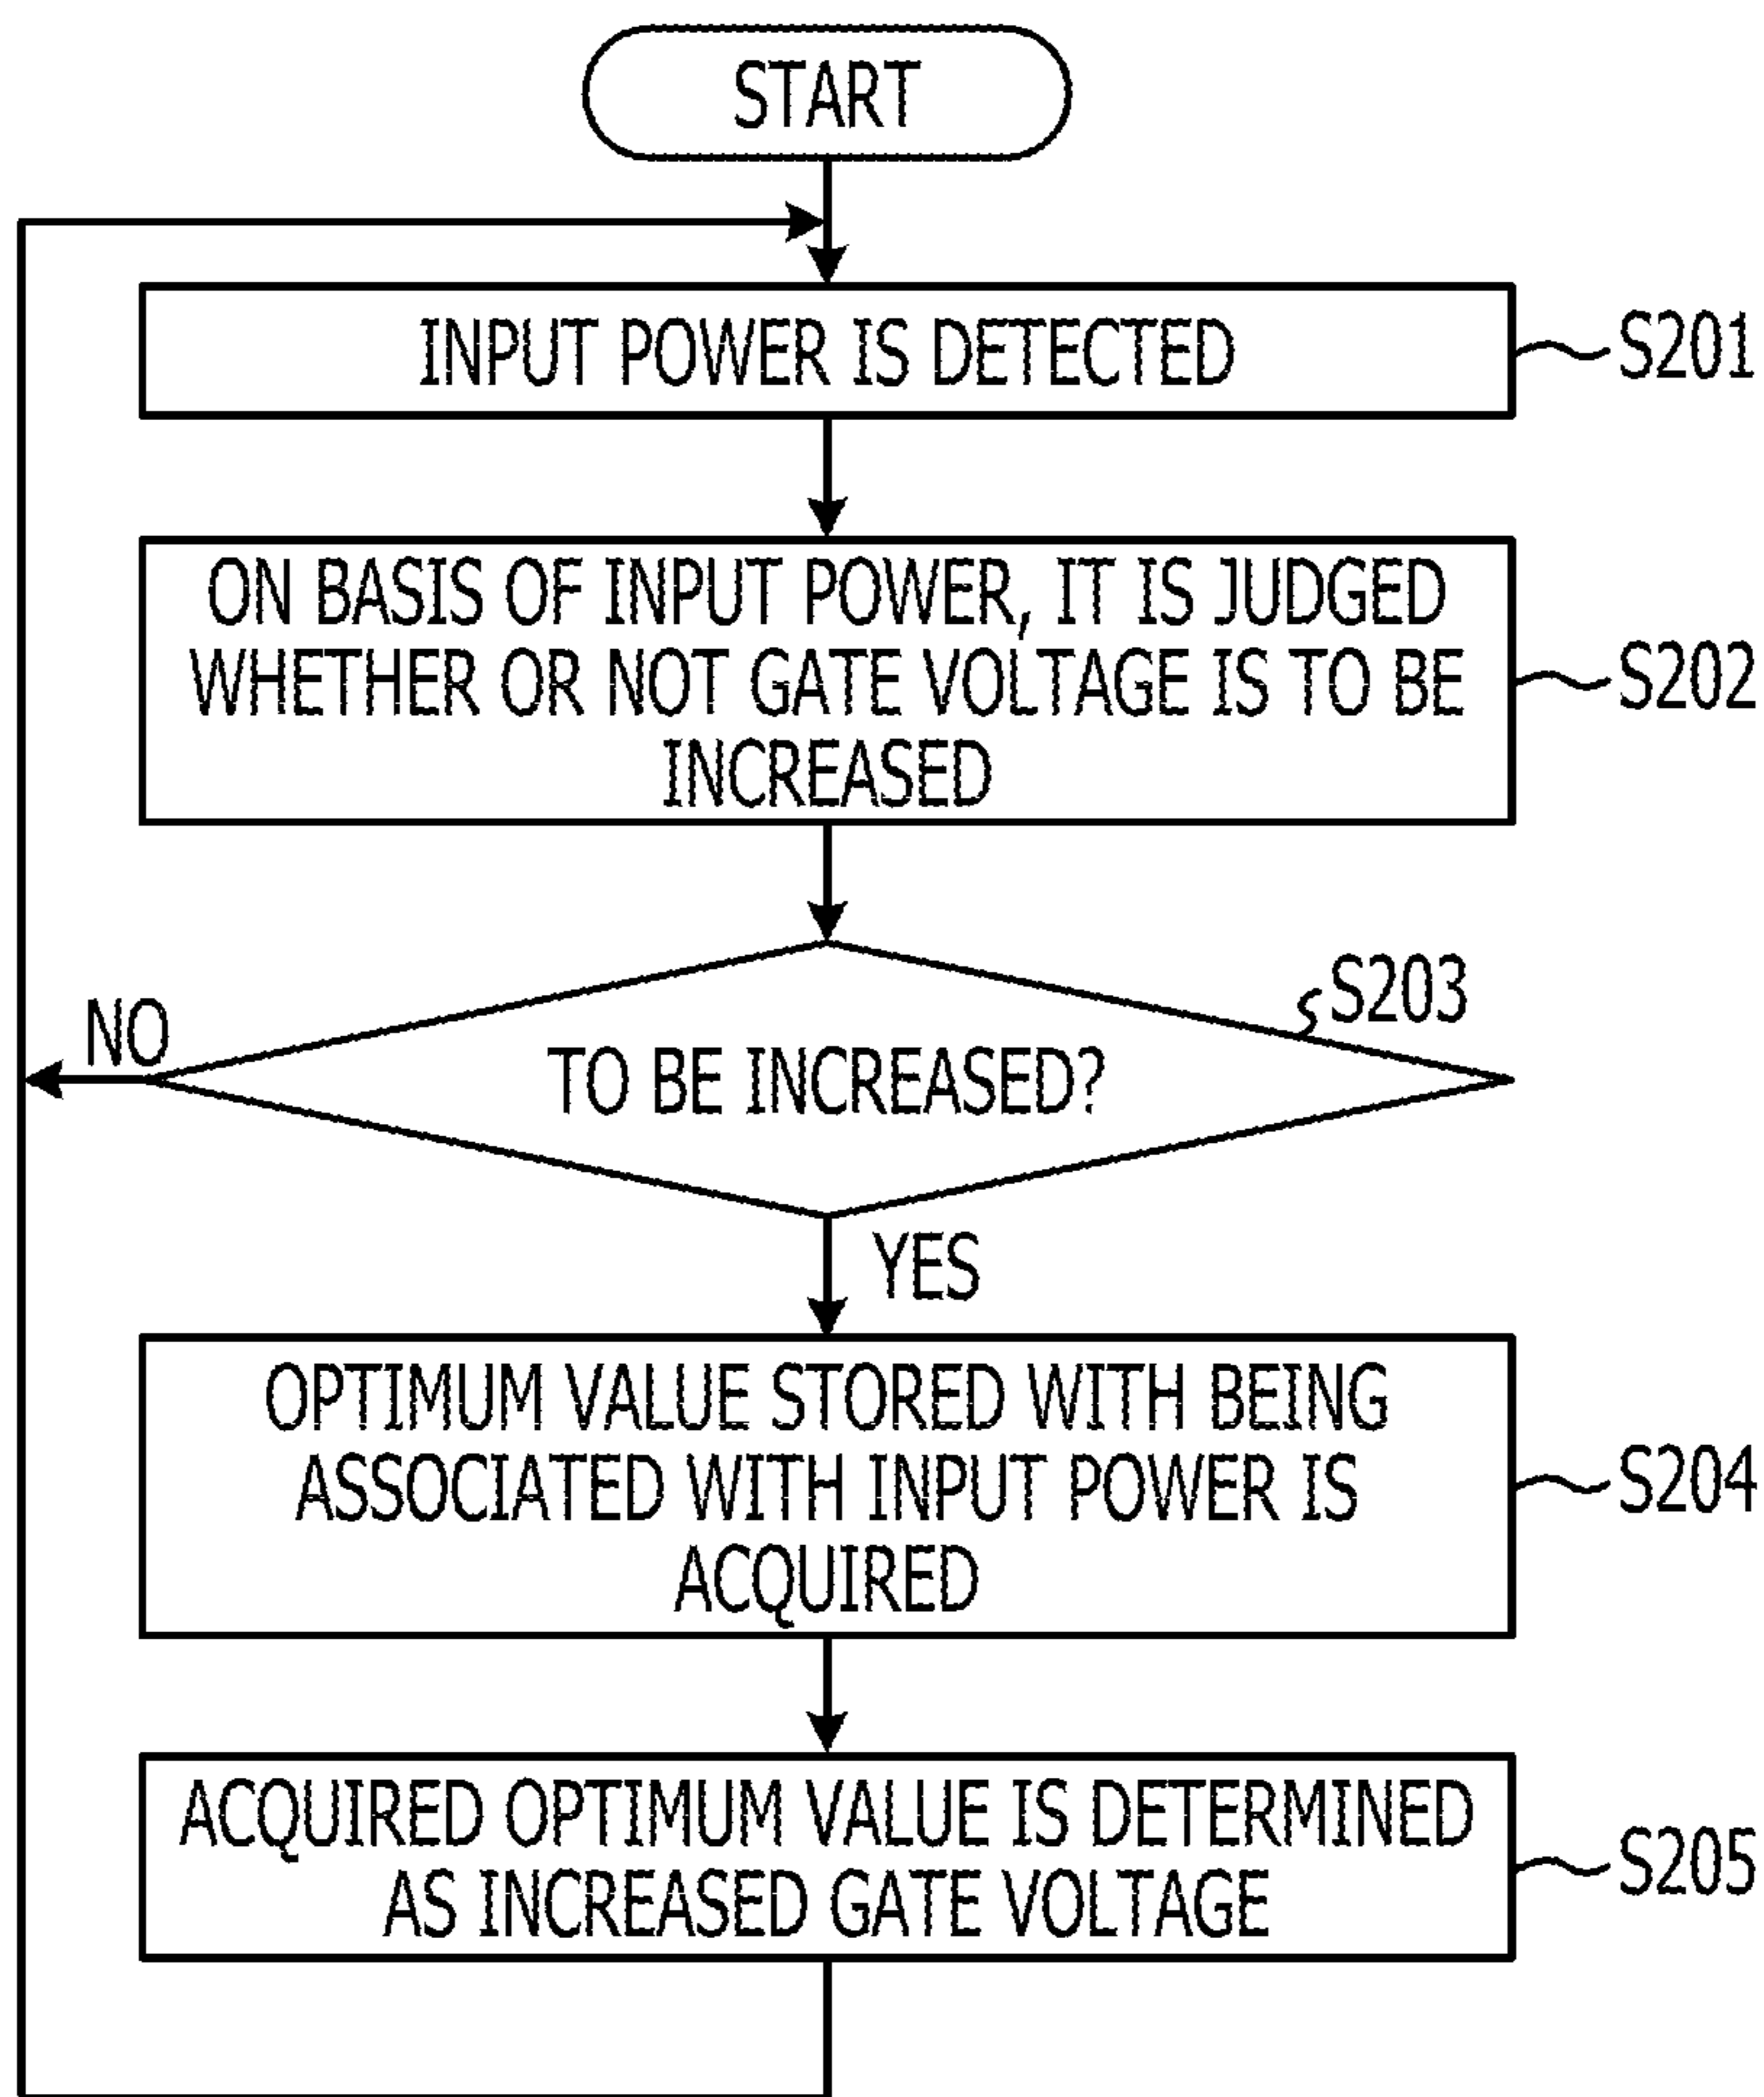 START
INPUT POWER IS DETECTED
S201
ON BASIS OF INPUT POWER, IT IS JUDGED
WHETHER OR NOT GATE VOLTAGE IS TO BE
INCREASED
S202
S203
NO
TO BE INCREASED?
YES
OPTIMUM VALUE STORED WITH BEING
ASSOCIATED WITH INPUT POWER IS
ACQUIRED
S204
ACQUIRED OPTIMUM VALUE IS DETERMINED
AS INCREASED GATE VOLTAGE
S205